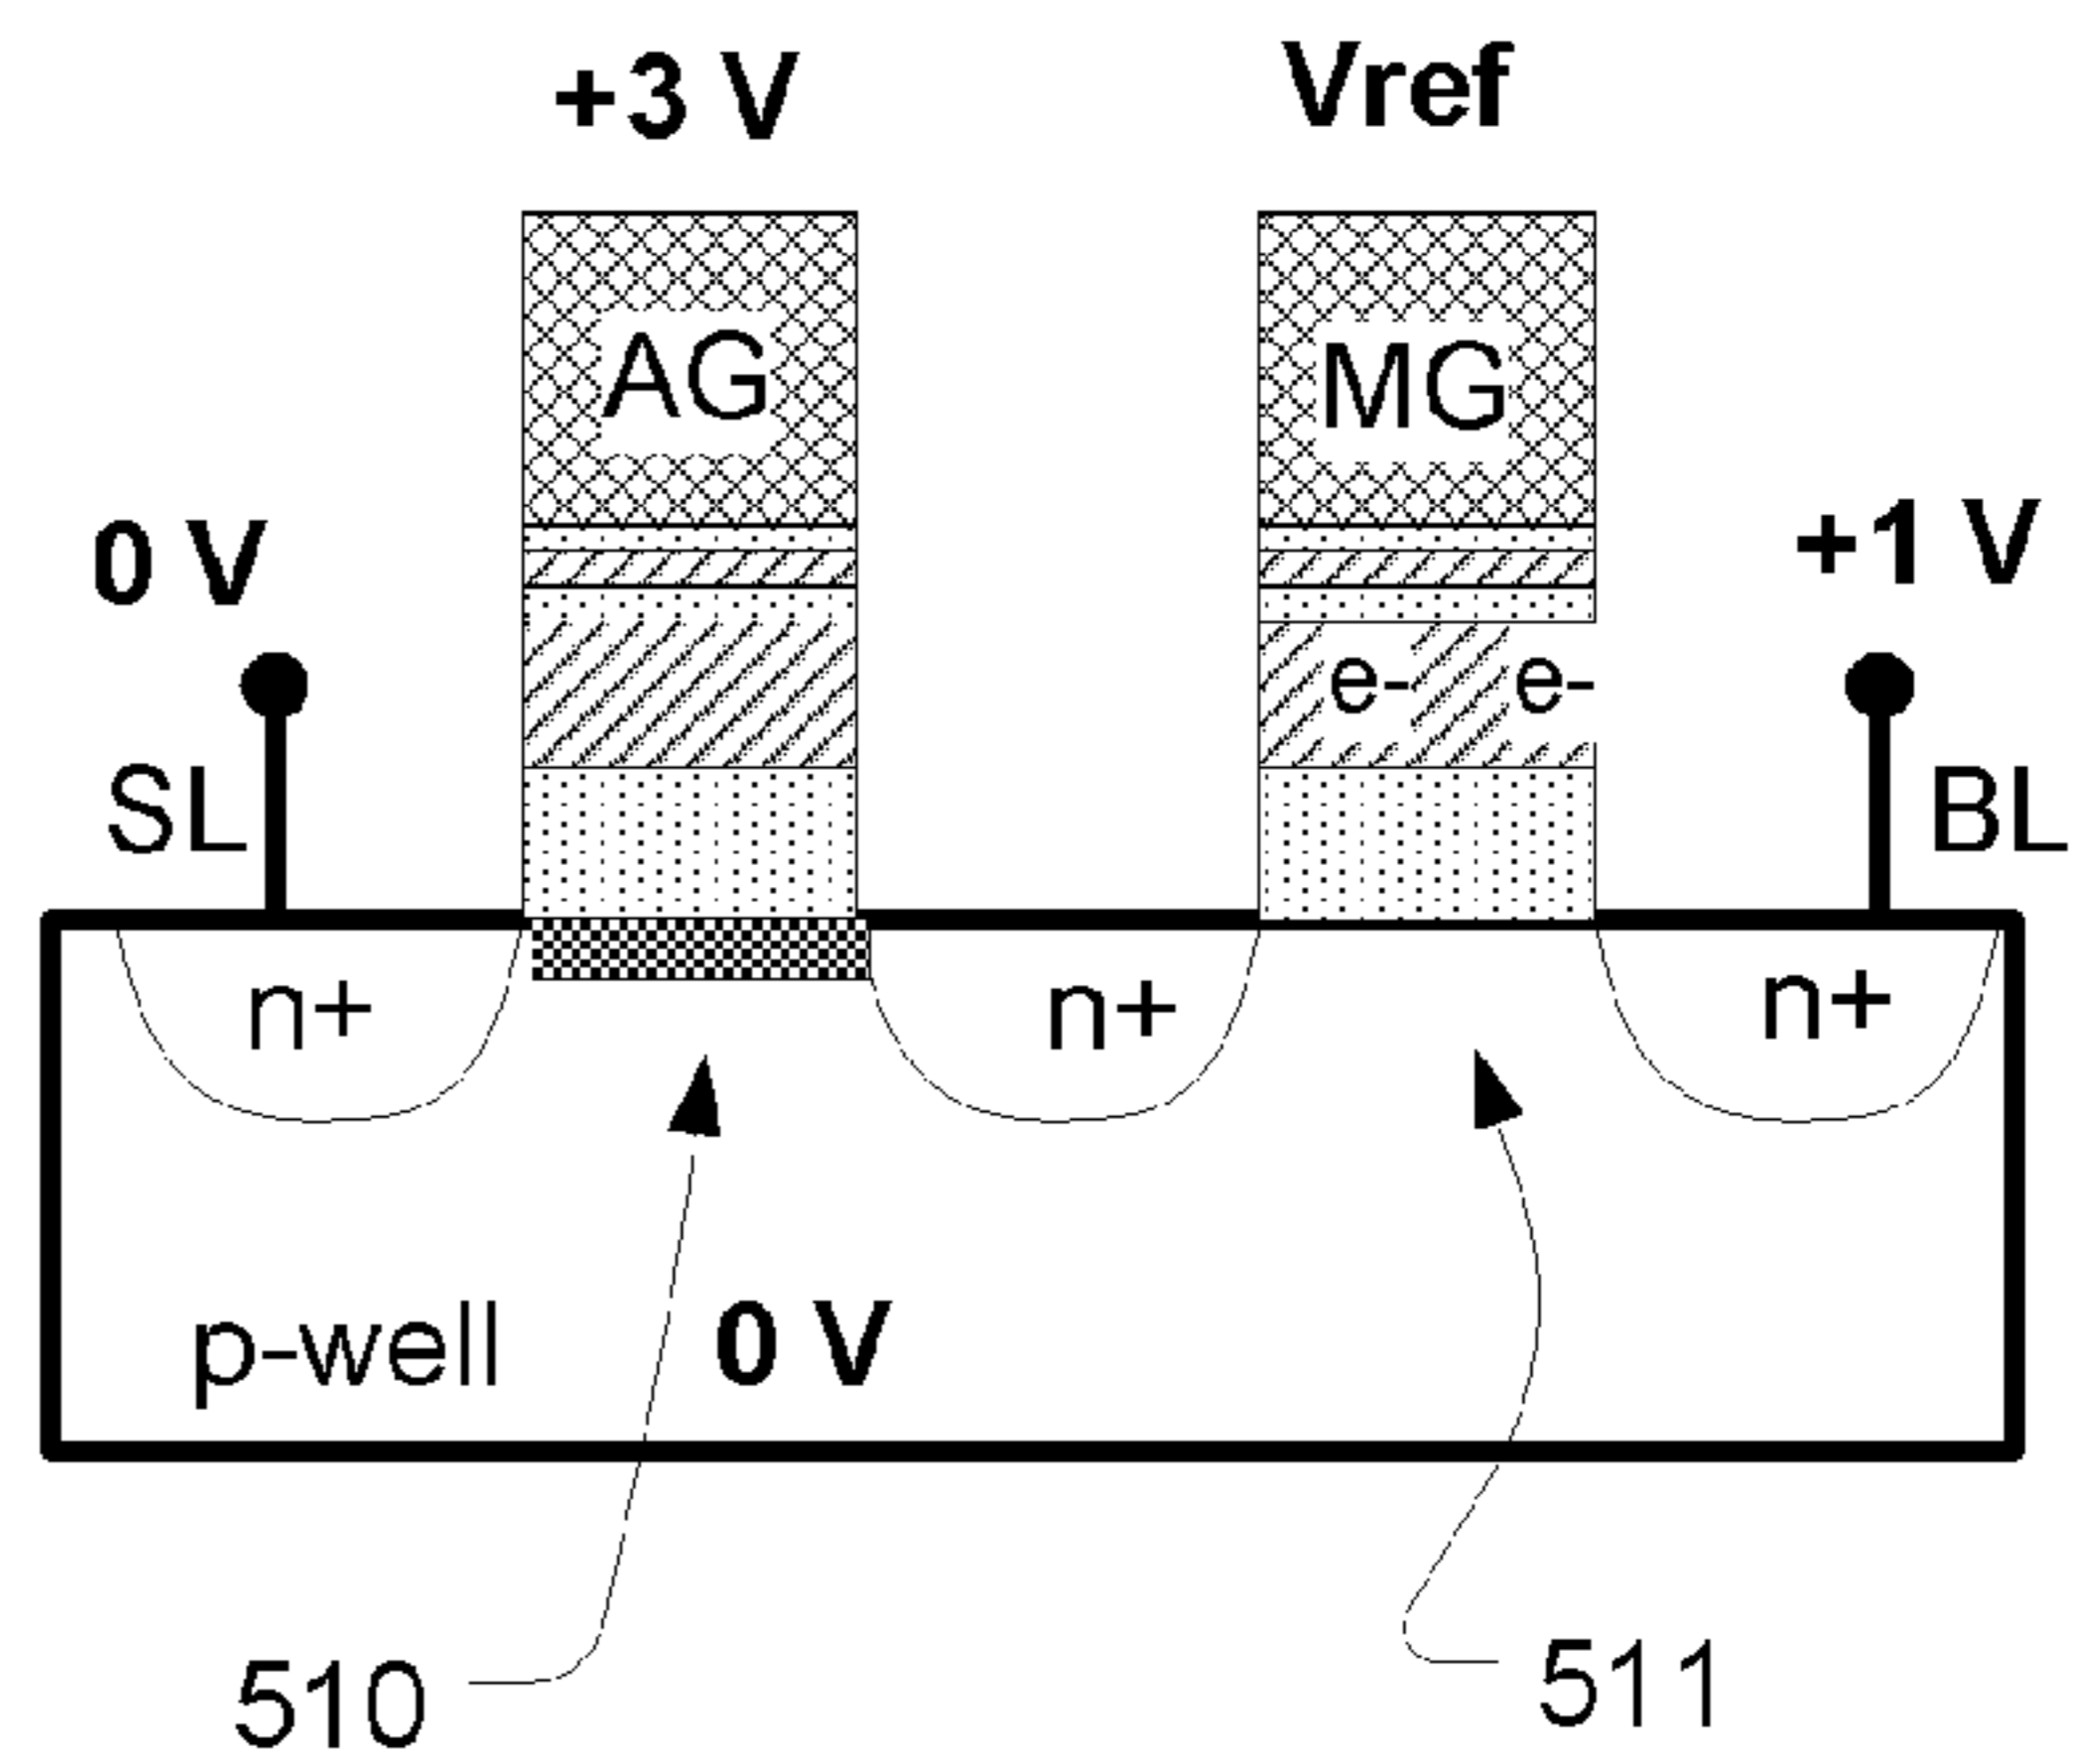 +3 V
Vref
AG
MG
0 V
+1 V
e- e-
SL
BL
n+
n+
n+
p-well 0 V
510
511